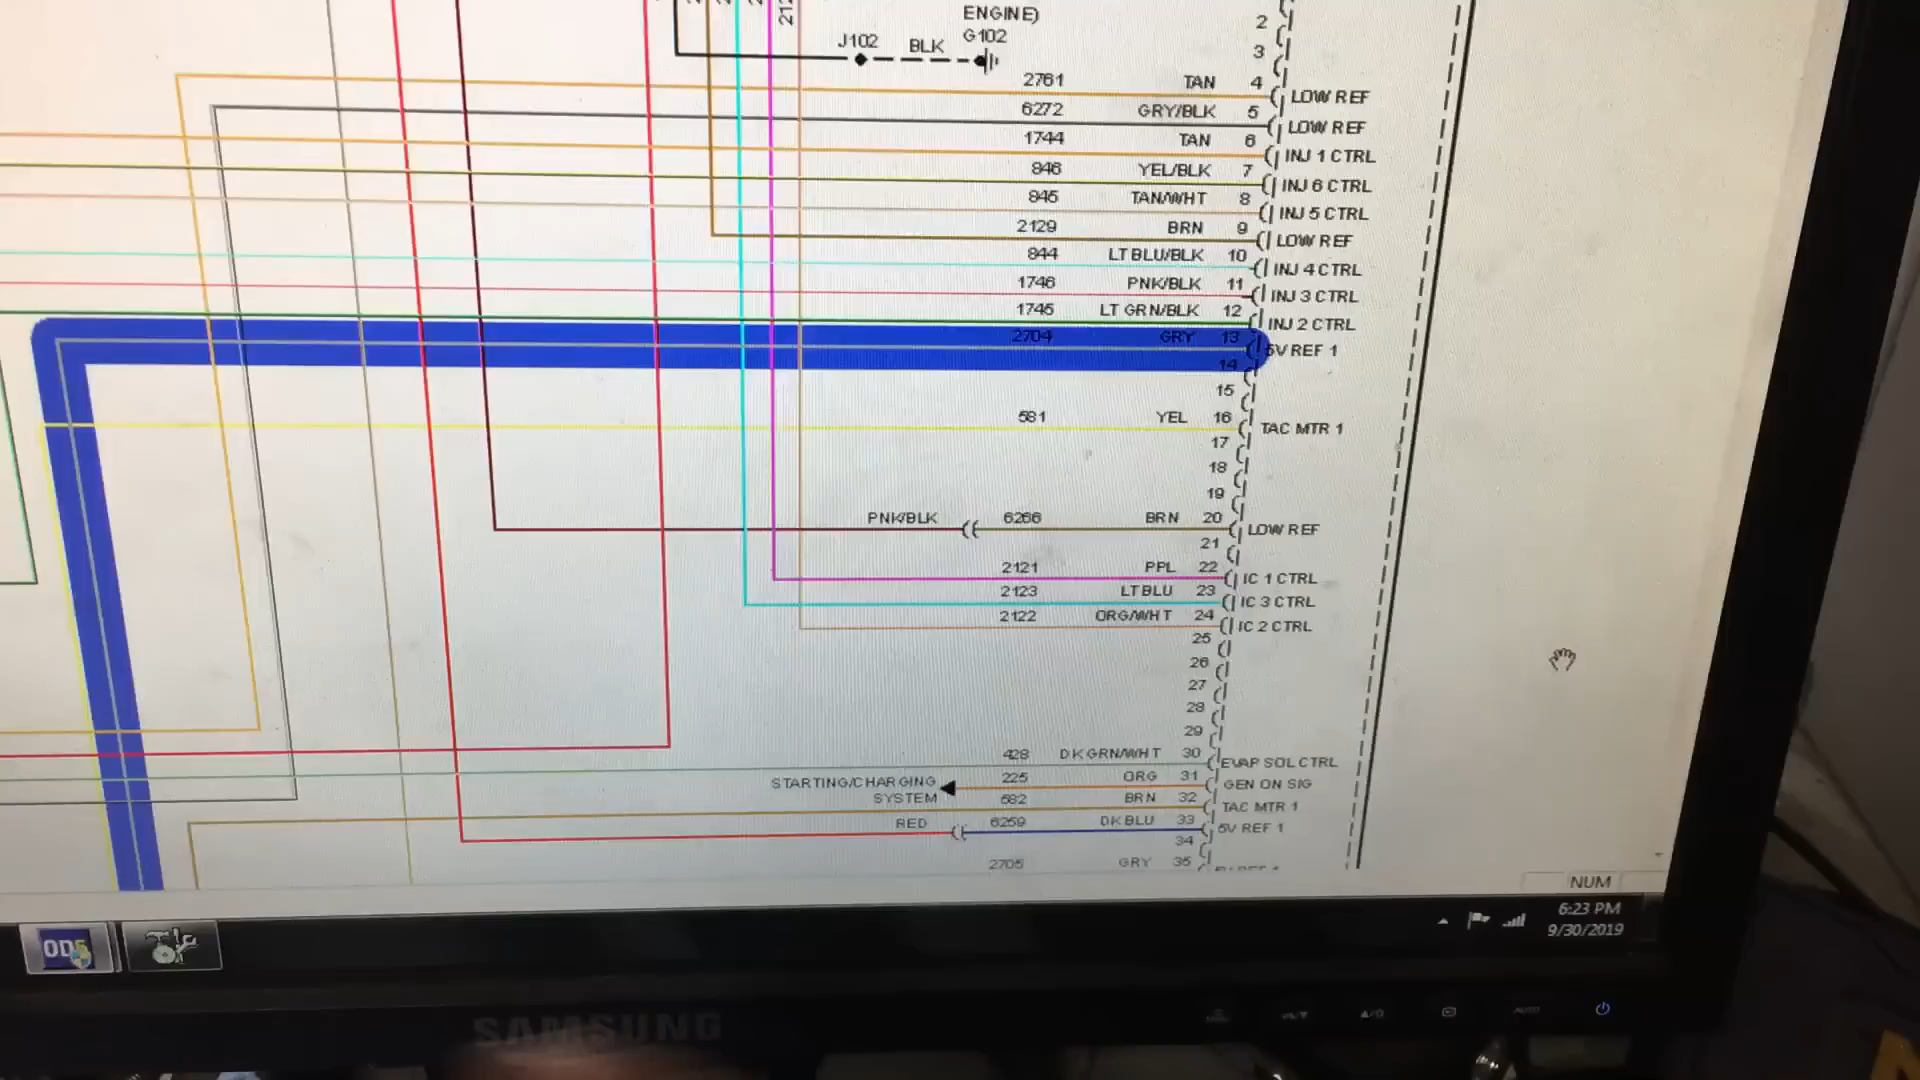 ENGINE)
G102
J102 BLK
212
2
3
2761 TAN 4 LOW REF
6272 GRY/BLK 5 LOW REF
1744 TAN 6 INJ 1 CTRL
846 YEL/BLK 7 INJ 6 CTRL
845 TAN/WHT 8 INJ 5 CTRL
2129 BRN 9 LOW REF
844 LT BLU/BLK 10 INJ 4 CTRL
1746 PNK/BLK 11 INJ 3 CTRL
1745 LT GRN/BLK 12 INJ 2 CTRL
2704 GRY 13 5V REF 1
14
15
581 YEL 16 TAC MTR 1
17
18
19
PNK/BLK 6266 BRN 20 LOW REF
21
2121 PPL 22 IC 1 CTRL
2123 LT BLU 23 IC 3 CTRL
2122 ORG/WHT 24 IC 2 CTRL
25
26
27
28
29
428 DK GRN/WHT 30 EVAP SOL CTRL
STARTING/CHARGING
SYSTEM
225 ORG 31 GEN ON SIG
582 BRN 32 TAC MTR 1
RED 6259 DK BLU 33 5V REF 1
34
2705 GRY 35
NUM
6:23 PM
9/30/2019
SAMSUNG
AUTO